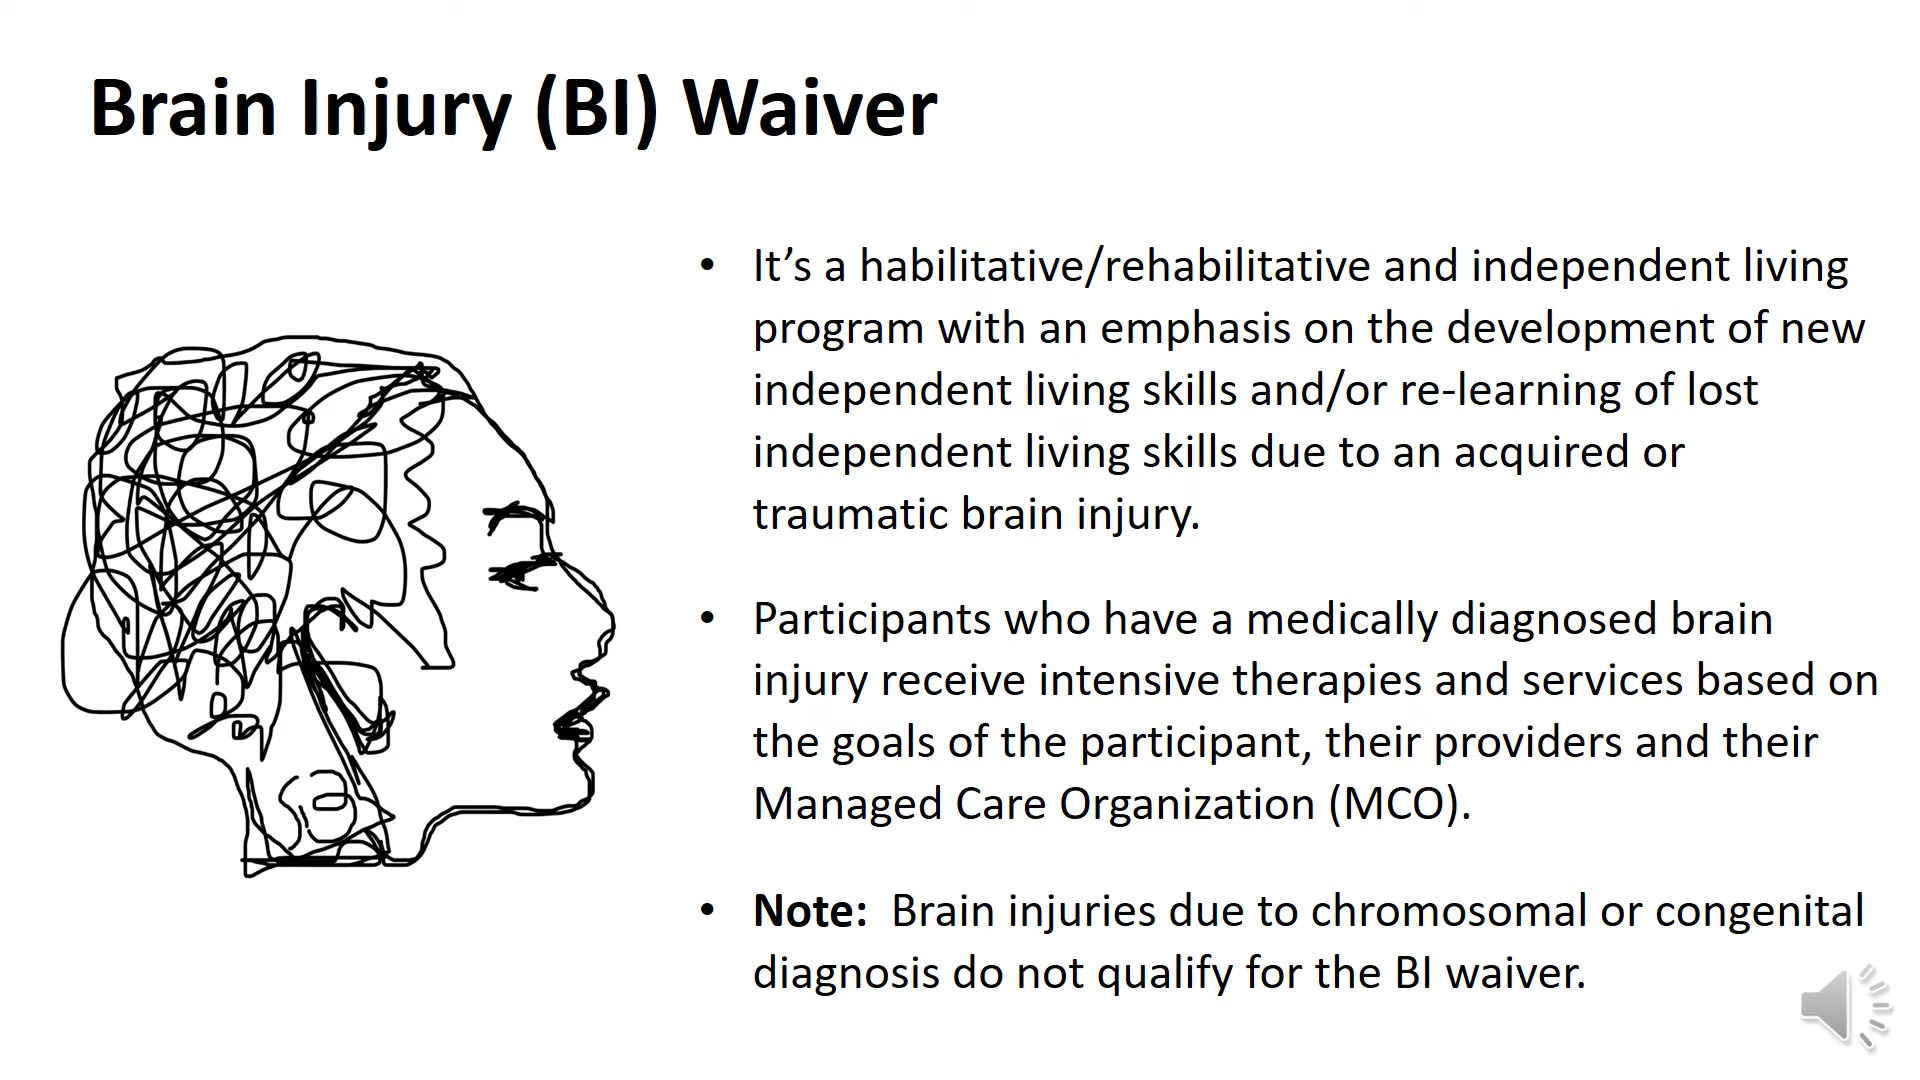 Brain Injury (BI) Waiver
• It’s a habilitative/rehabilitative and independent living
program with an emphasis on the development of new
independent living skills and/or re-learning of lost
independent living skills due to an acquired or
traumatic brain injury.
• Participants who have a medically diagnosed brain
injury receive intensive therapies and services based on
the goals of the participant, their providers and their
Managed Care Organization (MCO).
• Note:  Brain injuries due to chromosomal or congenital
diagnosis do not qualify for the BI waiver.